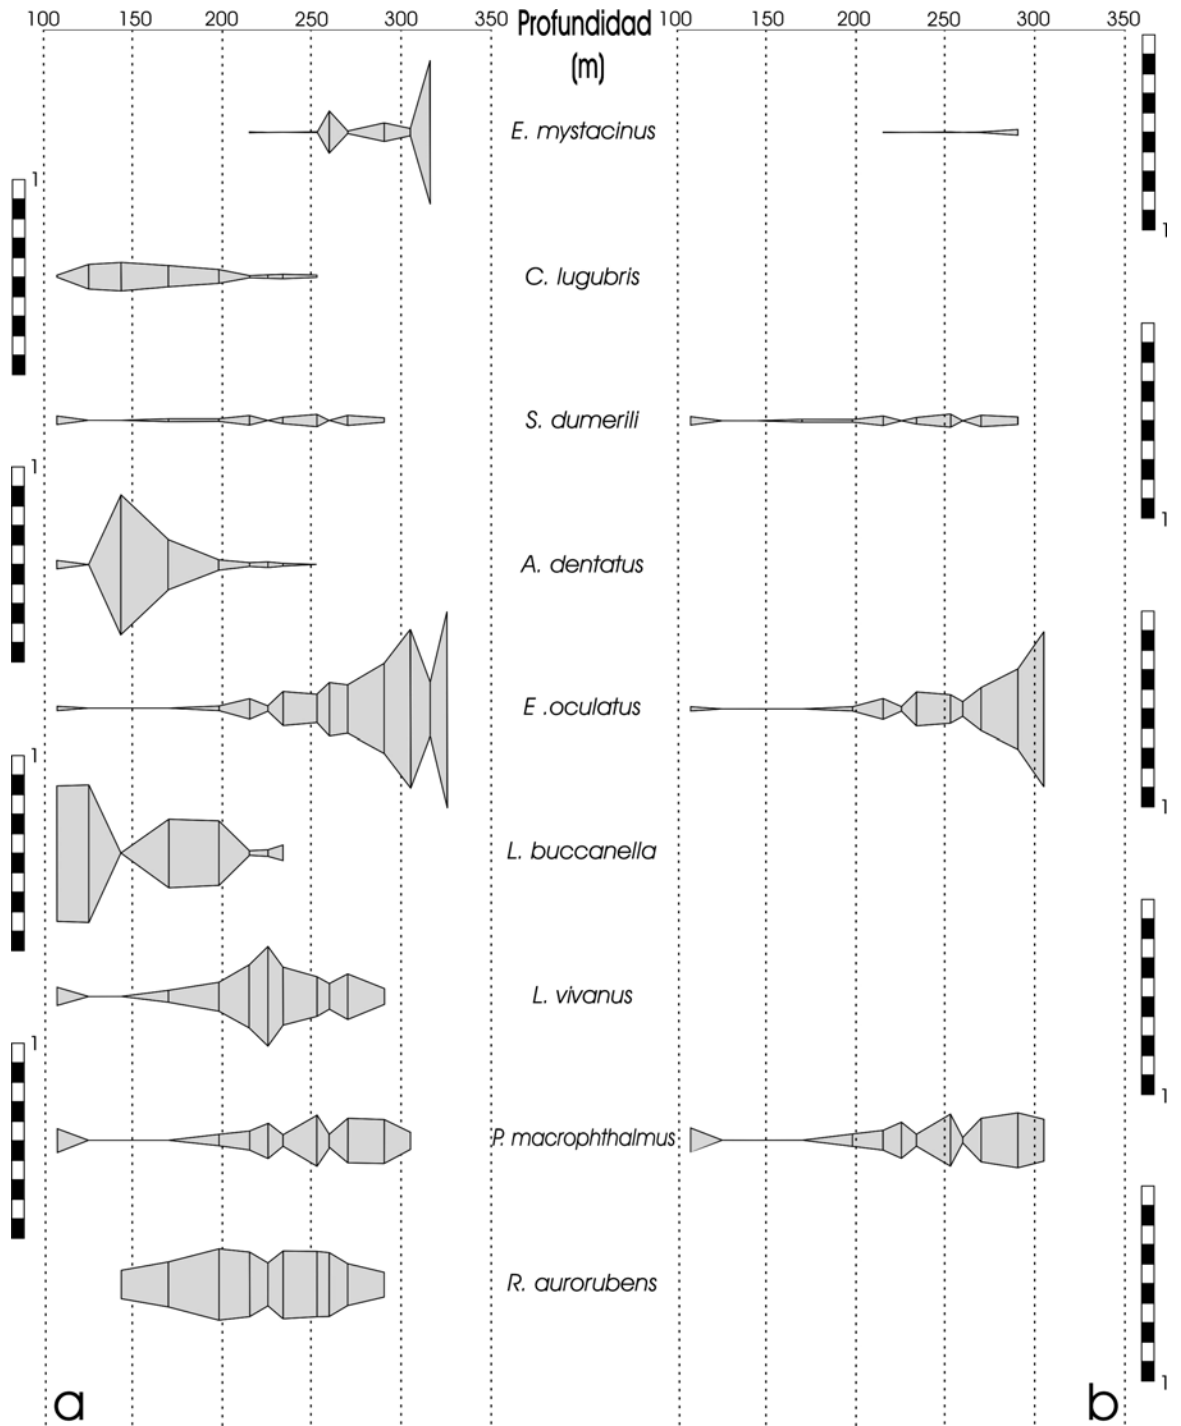 100 150 200 250 300 350 Profundidad 100 150 200 250 300 350
(m)
E. mystacinus
1
1
C. lugubris
S. dumerili
1
1
A. dentatus
E .oculatus
1
1
L. buccanella
L. vivanus
1
1
P. macrophthalmus
R. aurorubens
1
a b